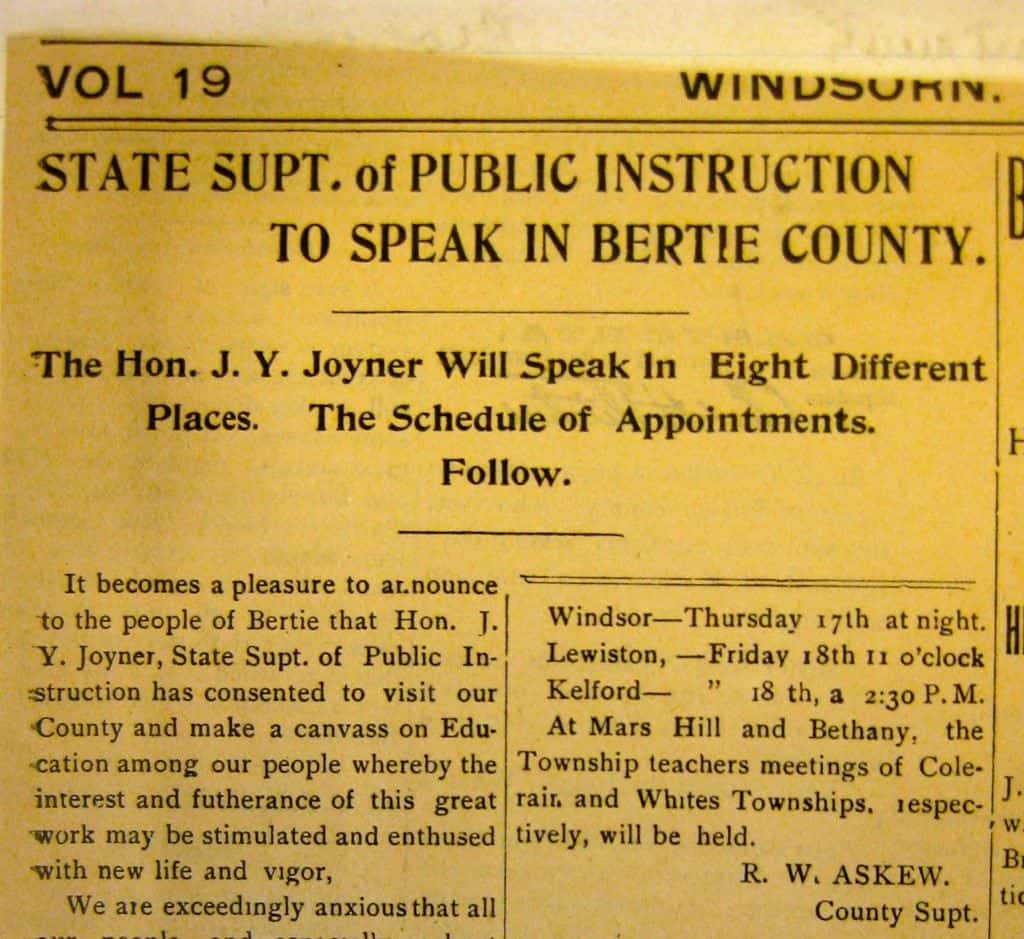 VOL 19
WINDSOR N.
STATE SUPT. of PUBLIC INSTRUCTION
TO SPEAK IN BERTIE COUNTY.
The Hon. J. Y. Joyner Will Speak In Eight Different
Places. The Schedule of Appointments.
Follow.
It becomes a pleasure to announce
to the people of Bertie that Hon. J.
Y. Joyner, State Supt. of Public In-
struction has consented to visit our
County and make a canvass on Edu-
cation among our people whereby the
interest and futherance of this great
work may be stimulated and enthused
with new life and vigor,
We are exceedingly anxious that all
our people and especially
Windsor—Thursday 17th at night.
Lewiston, —Friday 18th 11 o'clock
Kelford— " 18 th, a 2:30 P. M.
At Mars Hill and Bethany, the
Township teachers meetings of Cole-
rain and Whites Townships, respec-
tively, will be held.
R. W. ASKEW.
County Supt.
B
H
H
J.
w
Br
tic